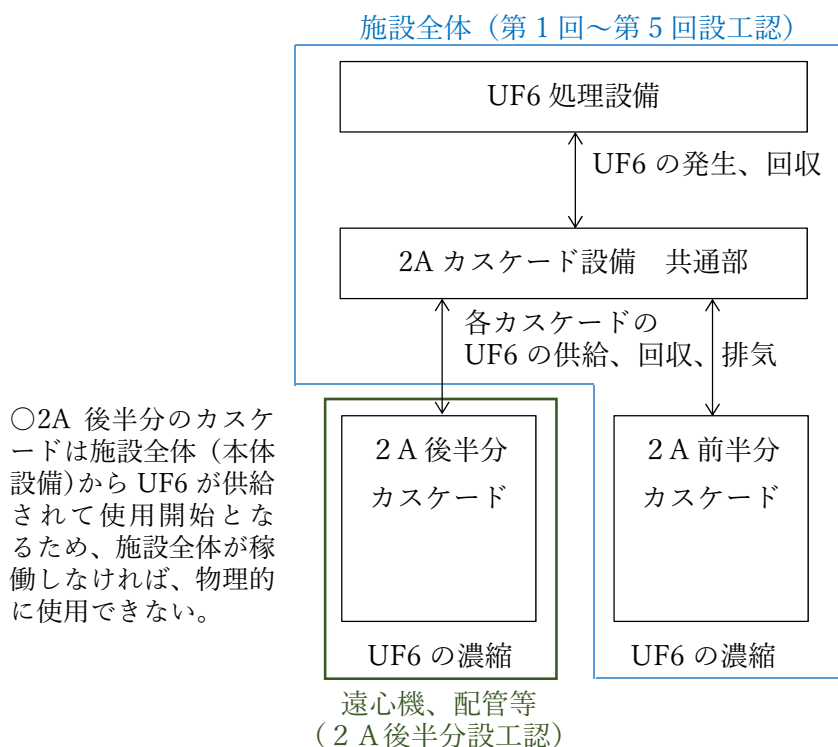 施設全体（第１回～第５回設工認）
UF6 処理設備
UF6 の発生、回収
2A カスケード設備　共通部
各カスケードの
UF6 の供給、回収、排気
○2A 後半分のカスケ
ードは施設全体（本体
設備）から UF6 が供給
されて使用開始とな
るため、施設全体が稼
働しなければ、物理的
に使用できない。
２Ａ後半分
カスケード
UF6 の濃縮
２Ａ前半分
カスケード
UF6 の濃縮
遠心機、配管等
（２Ａ後半分設工認）